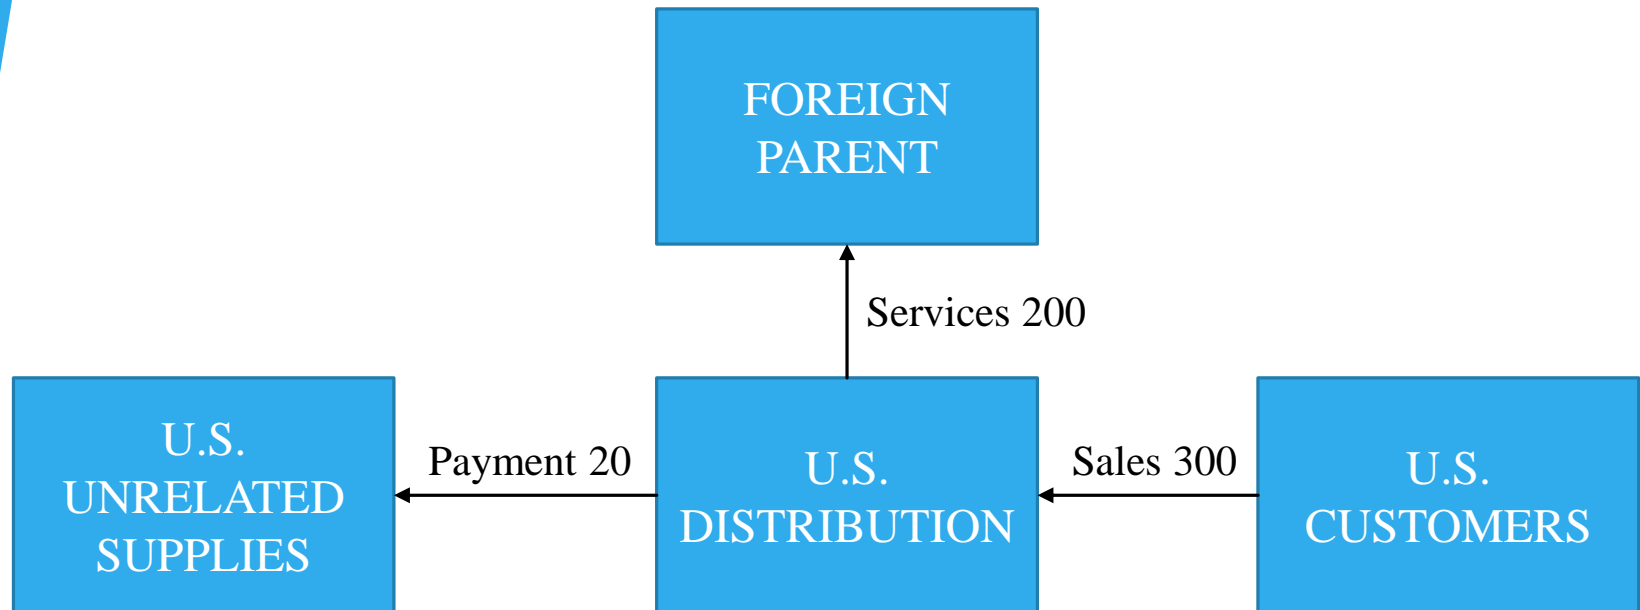 FOREIGN
PARENT
Services 200
U.S.
UNRELATED
SUPPLIES
Payment 20
U.S.
DISTRIBUTION
Sales 300
U.S.
CUSTOMERS